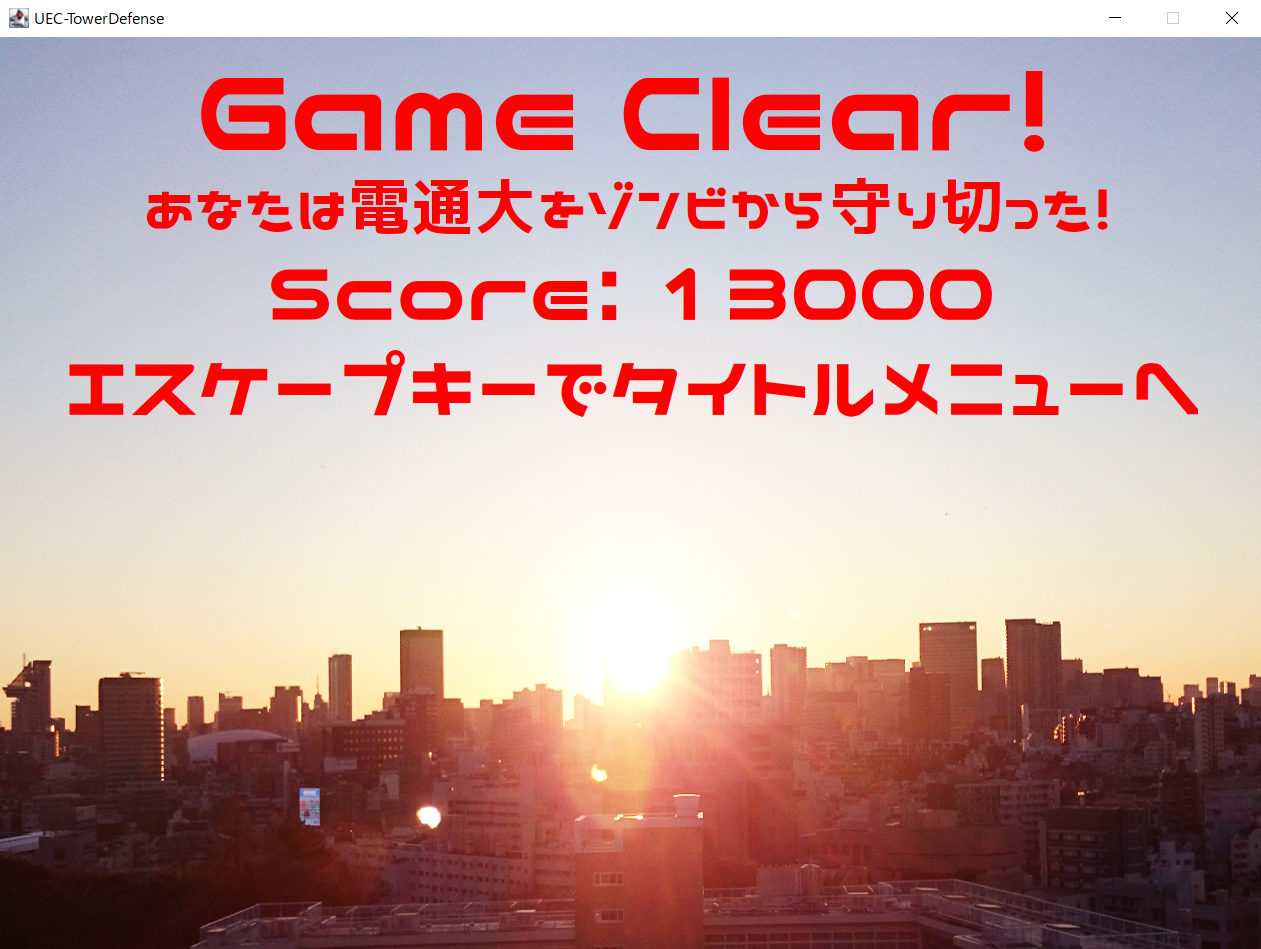 UEC-TowerDefense
Game Clear!
あなたは電通大をゾンビから守り切った!
Score: 13000
エスケープキーでタイトルメニューへ